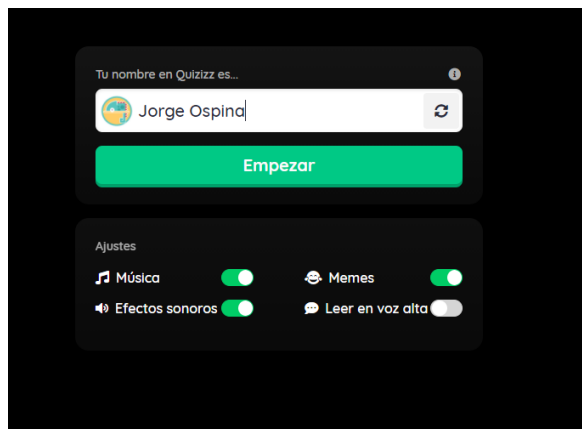 Tu nombre en Quizizz es...
Jorge Ospina
Empezar
Ajustes
Música
Memes
Efectos sonoros
Leer en voz alta